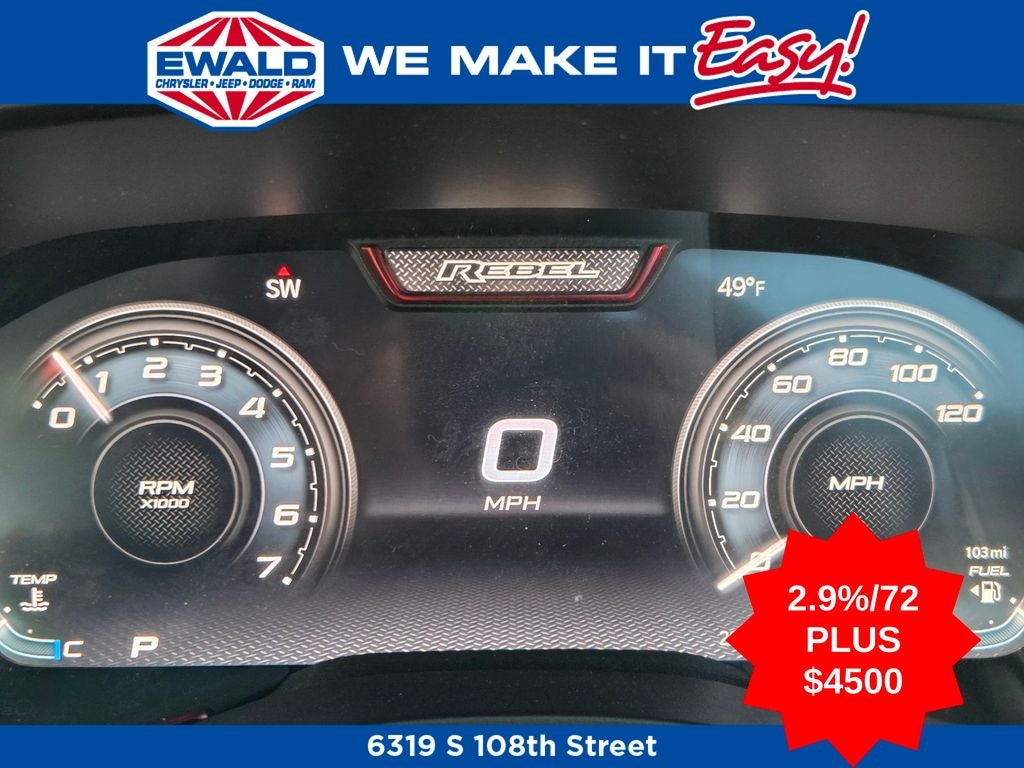 EWALD
CHRYSLER • JEEP • DODGE • RAM
WE MAKE IT Easy!
REBEL
SW
49°F
0 1 2 3 4 5 6 7
RPM
X1000
0
MPH
0 20 40 60 80 100 120
MPH
TEMP
C
P
103 mi
FUEL
2.9%/72
PLUS
$4500
6319 S 108th Street